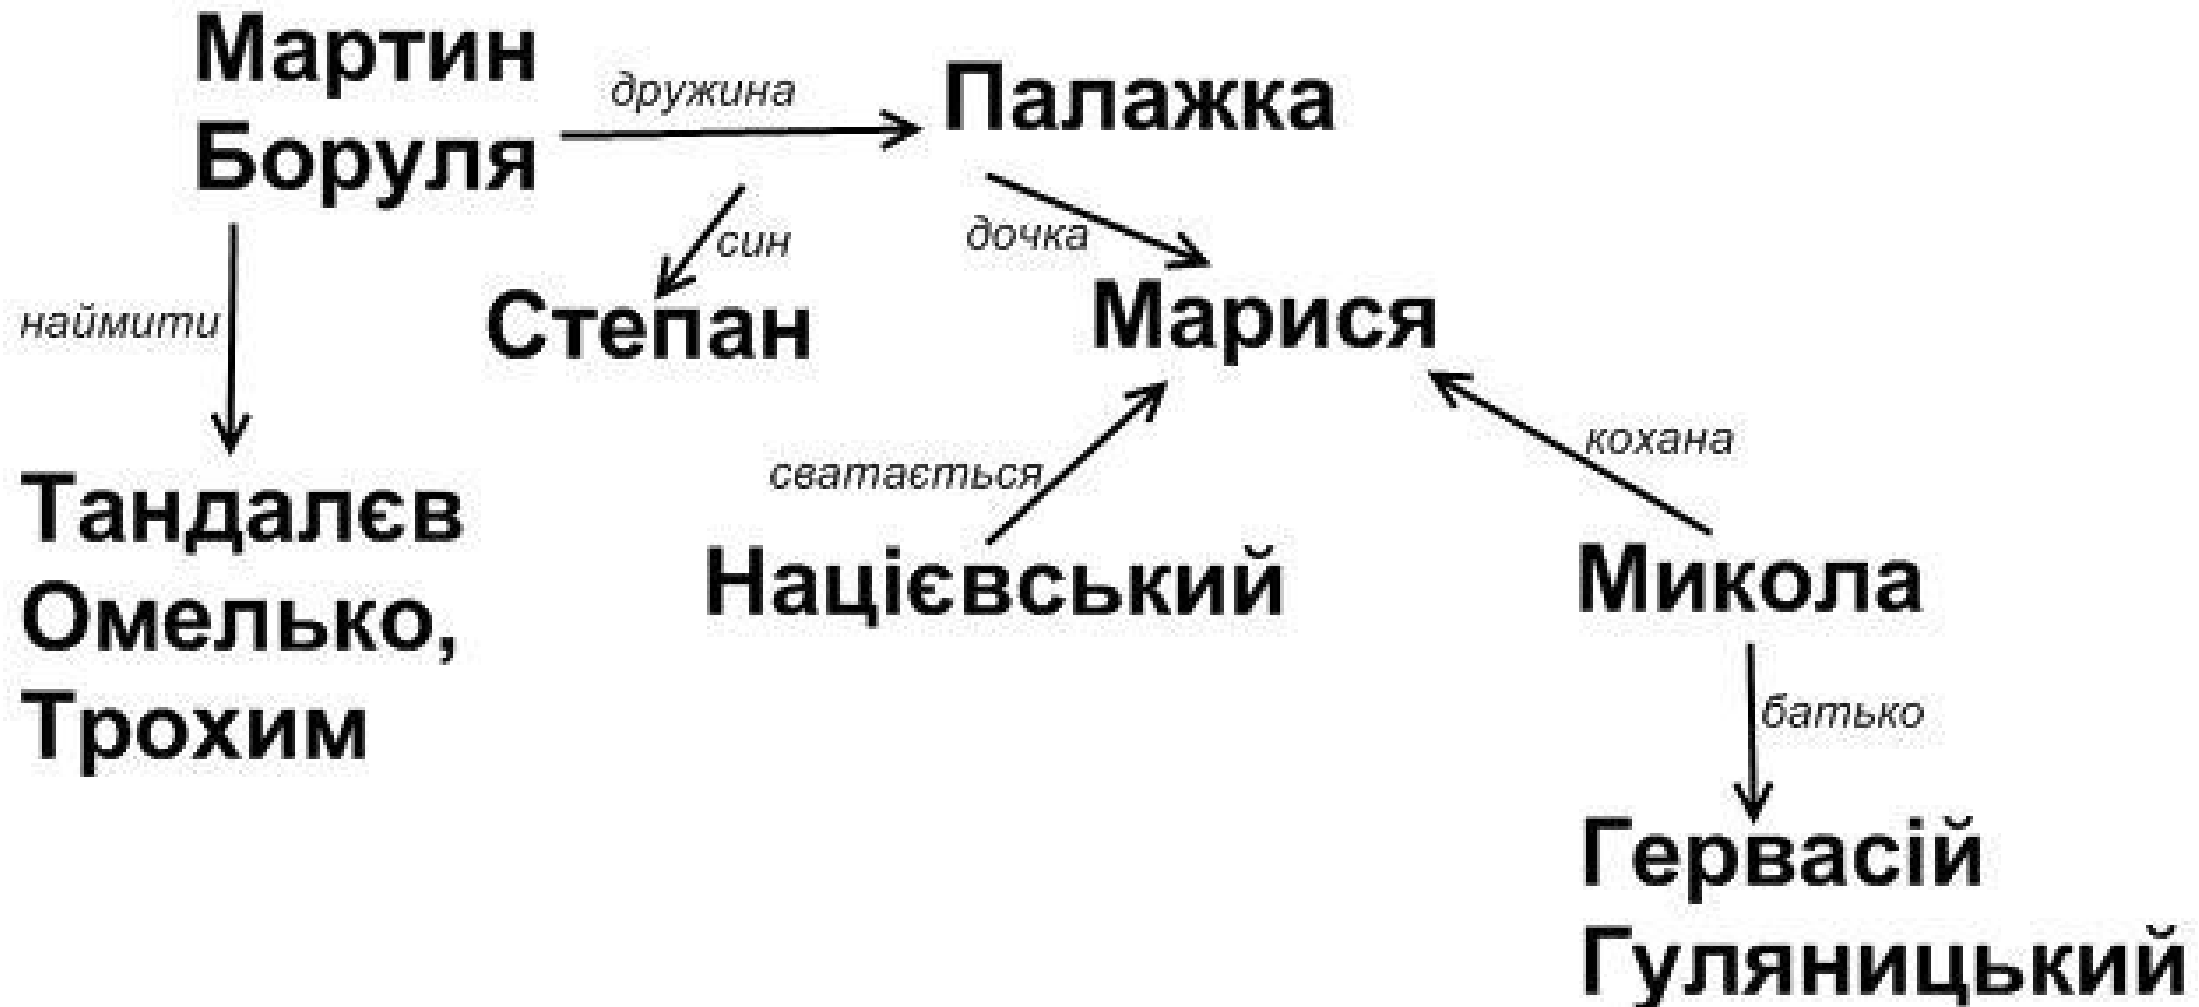 Мартин
Боруля
дружина
Палажка
син
дочка
Степан
Марися
наймити
сватається
кохана
Тандалєв
Омелько,
Трохим
Націєвський
Микола
батько
Гервасій
Гуляницький